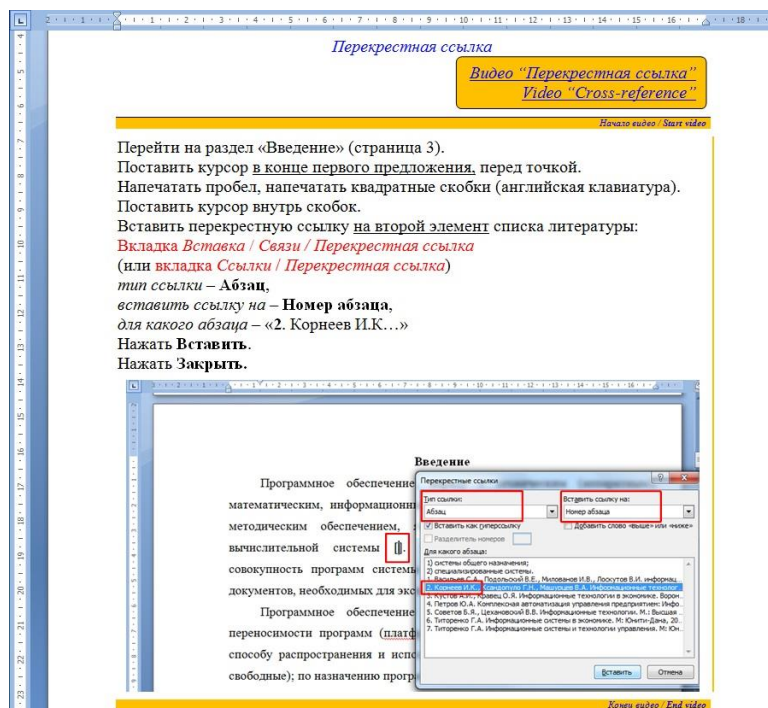 Перекрестная ссылка
Видео “Перекрестная ссылка”
Video “Cross-reference”
Начало видео / Start video
Перейти на раздел «Введение» (страница 3).
Поставить курсор в конце первого предложения, перед точкой.
Напечатать пробел, напечатать квадратные скобки (английская клавиатура).
Поставить курсор внутрь скобок.
Вставить перекрестную ссылку на второй элемент списка литературы:
Вкладка Вставка / Связи / Перекрестная ссылка
(или вкладка Ссылки / Перекрестная ссылка)
тип ссылки – Абзац,
вставить ссылку на – Номер абзаца,
для какого абзаца – «2. Корнеев И.К…»
Нажать Вставить.
Нажать Закрыть.
Введение
Программное обеспечение
математическим, информационн
методическим обеспечением,
вычислительной системы [].
совокупность программ систем
документов, необходимых для экс
Программное обеспечение
переносимости программ (платф
способу распространения и испо
свободные); по назначению прогр
Перекрестные ссылки
Тип ссылки:
Вставить ссылку на:
Абзац
Номер абзаца
Вставить как гиперссылку
Добавить слово «выше» или «ниже»
Разделитель номеров
Для какого абзаца:
1) системы общего назначения;
2) специализированные системы.
1. Васильев С.А., Подольский В.Е., Милованов И.В., Лоскутов В.И. информац...
2. Корнеев И.К., Ксандопуло Г.Н., Машурцев В.А. Информационные технолог...
3. Кустов А.И., Кравец О.Я. Информационные технологии в экономике. Ворон...
4. Петров Ю.А. Комплексная автоматизация управления предприятием: Инфо...
5. Советов Б.Я., Цехановский В.В. Информационные технологии. М.: Высшая ...
6. Титоренко Г.А. Информационные системы в экономике. М: Юнити-Дана, 20...
7. Титоренко Г.А. Информационные системы и технологии управления. М: Юн...
Вставить
Отмена
Конец видео / End video